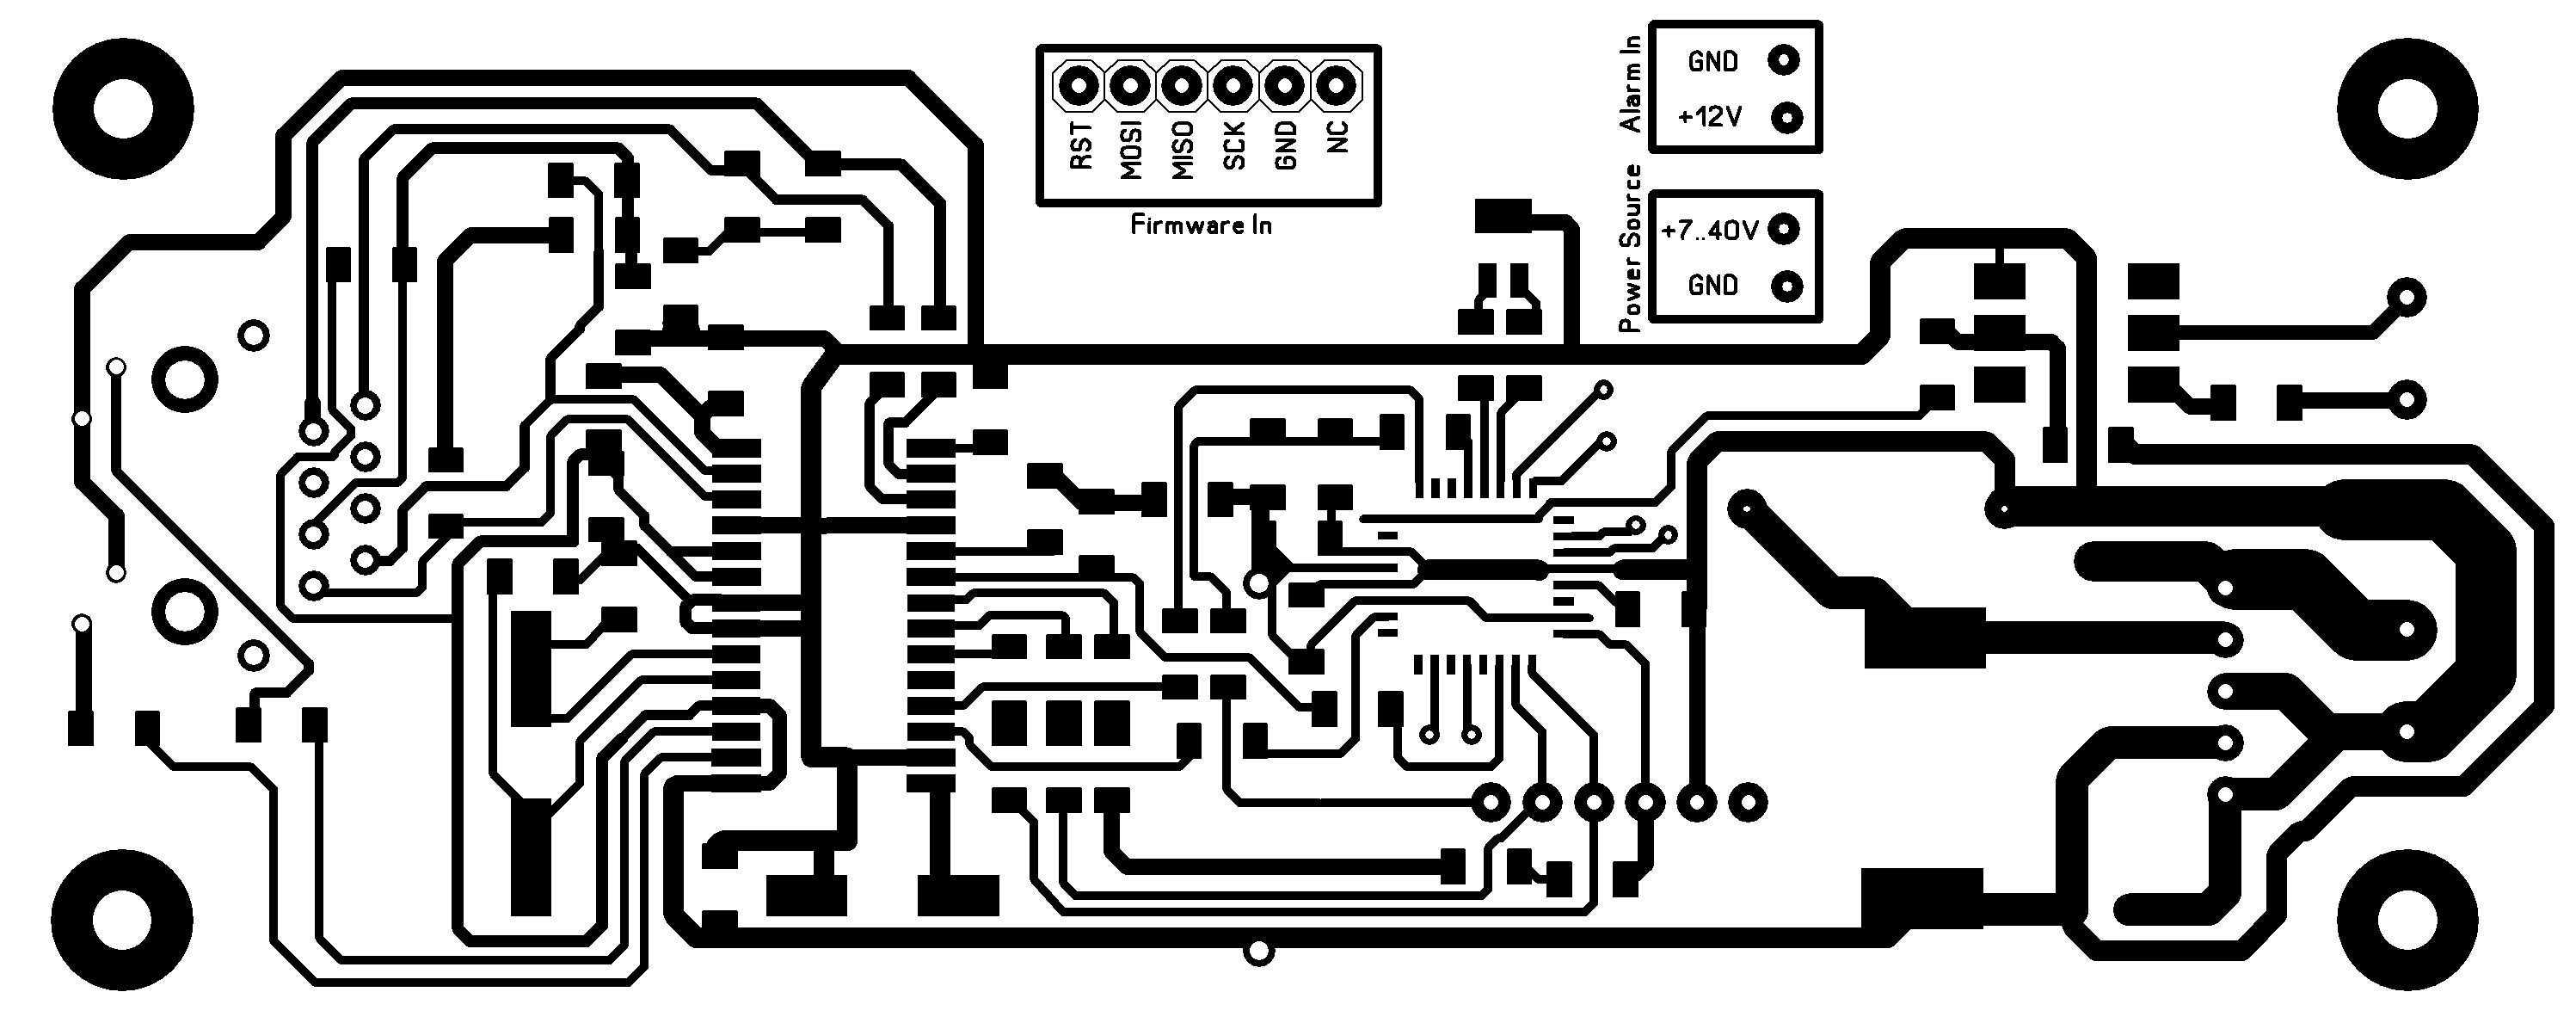 RST
MOSI
MISO
SCK
GND
NC
Firmware In
Alarm In
GND
+12V
Power Source
+7..40V
GND